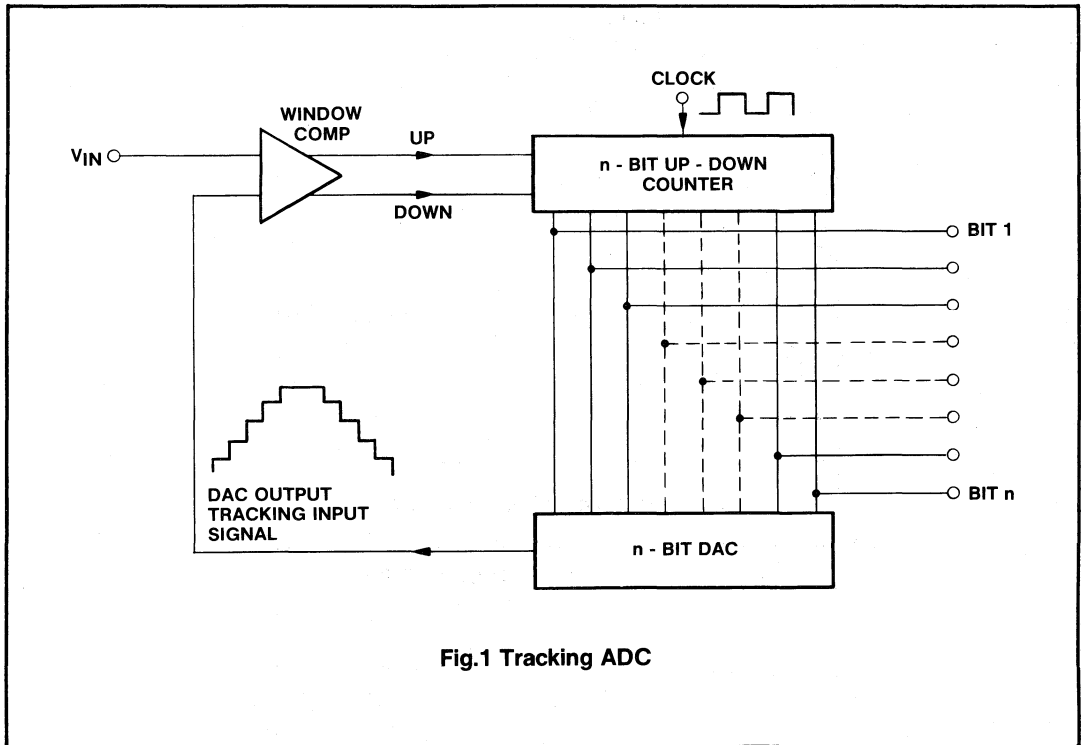 CLOCK
WINDOW
COMP
UP
V_IN
n - BIT UP - DOWN
COUNTER
DOWN
BIT 1
DAC OUTPUT
TRACKING INPUT
SIGNAL
BIT n
n - BIT DAC
Fig.1 Tracking ADC